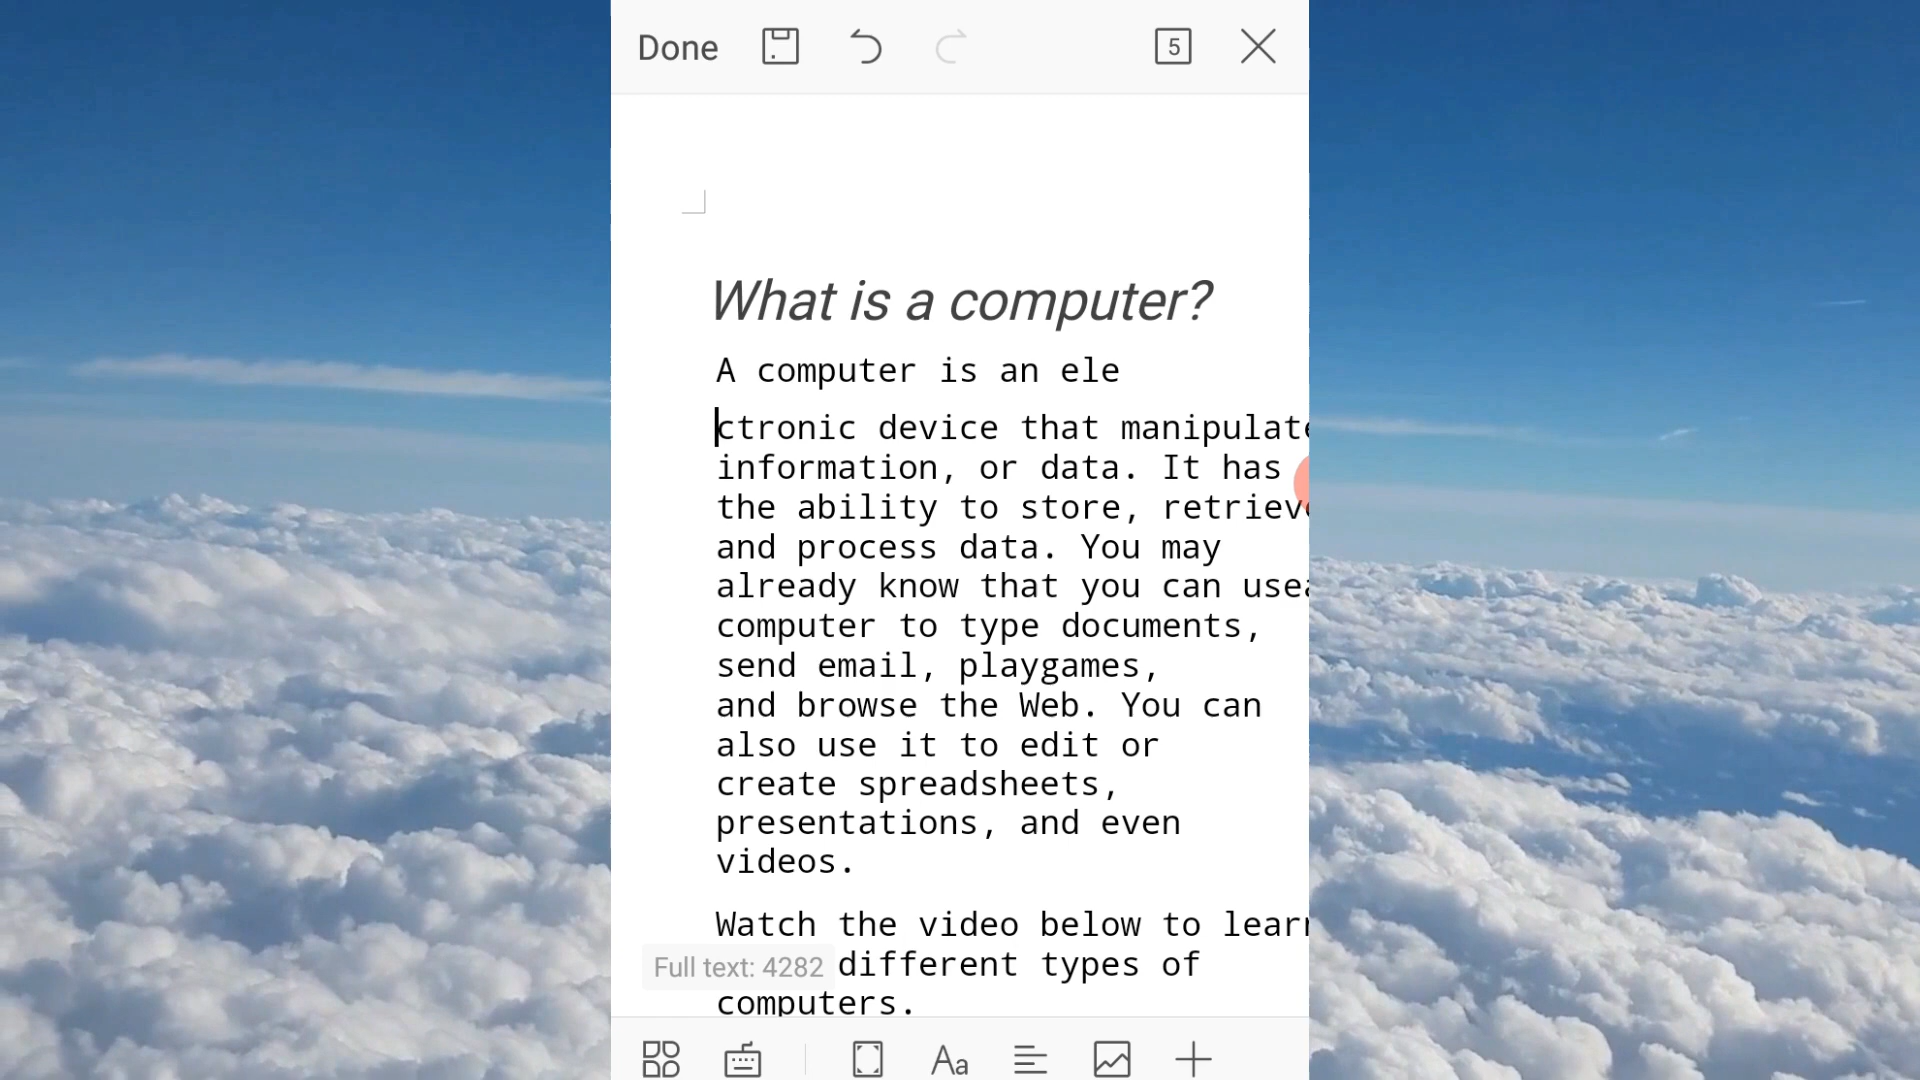 Done
5
What is a computer?
A computer is an ele
ctronic device that manipulate
information, or data. It has
the ability to store, retrieve
and process data. You may
already know that you can usea
computer to type documents,
send email, playgames,
and browse the Web. You can
also use it to edit or
create spreadsheets,
presentations, and even
videos.
Watch the video below to learn
Full text: 4282
different types of
computers.
Aa